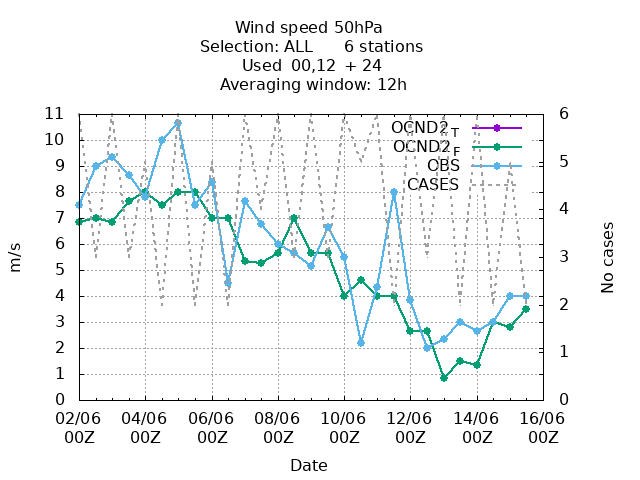 Wind speed 50hPa
Selection: ALL 6 stations
Used 00,12 + 24
Averaging window: 12h
OCND2 T
OCND2 F
OBS
CASES
11
10
9
8
7
6
5
4
3
2
1
0
m/s
6
5
4
3
2
1
0
No cases
02/06 04/06 06/06 08/06 10/06 12/06 14/06 16/06
00Z 00Z 00Z 00Z 00Z 00Z 00Z 00Z
Date